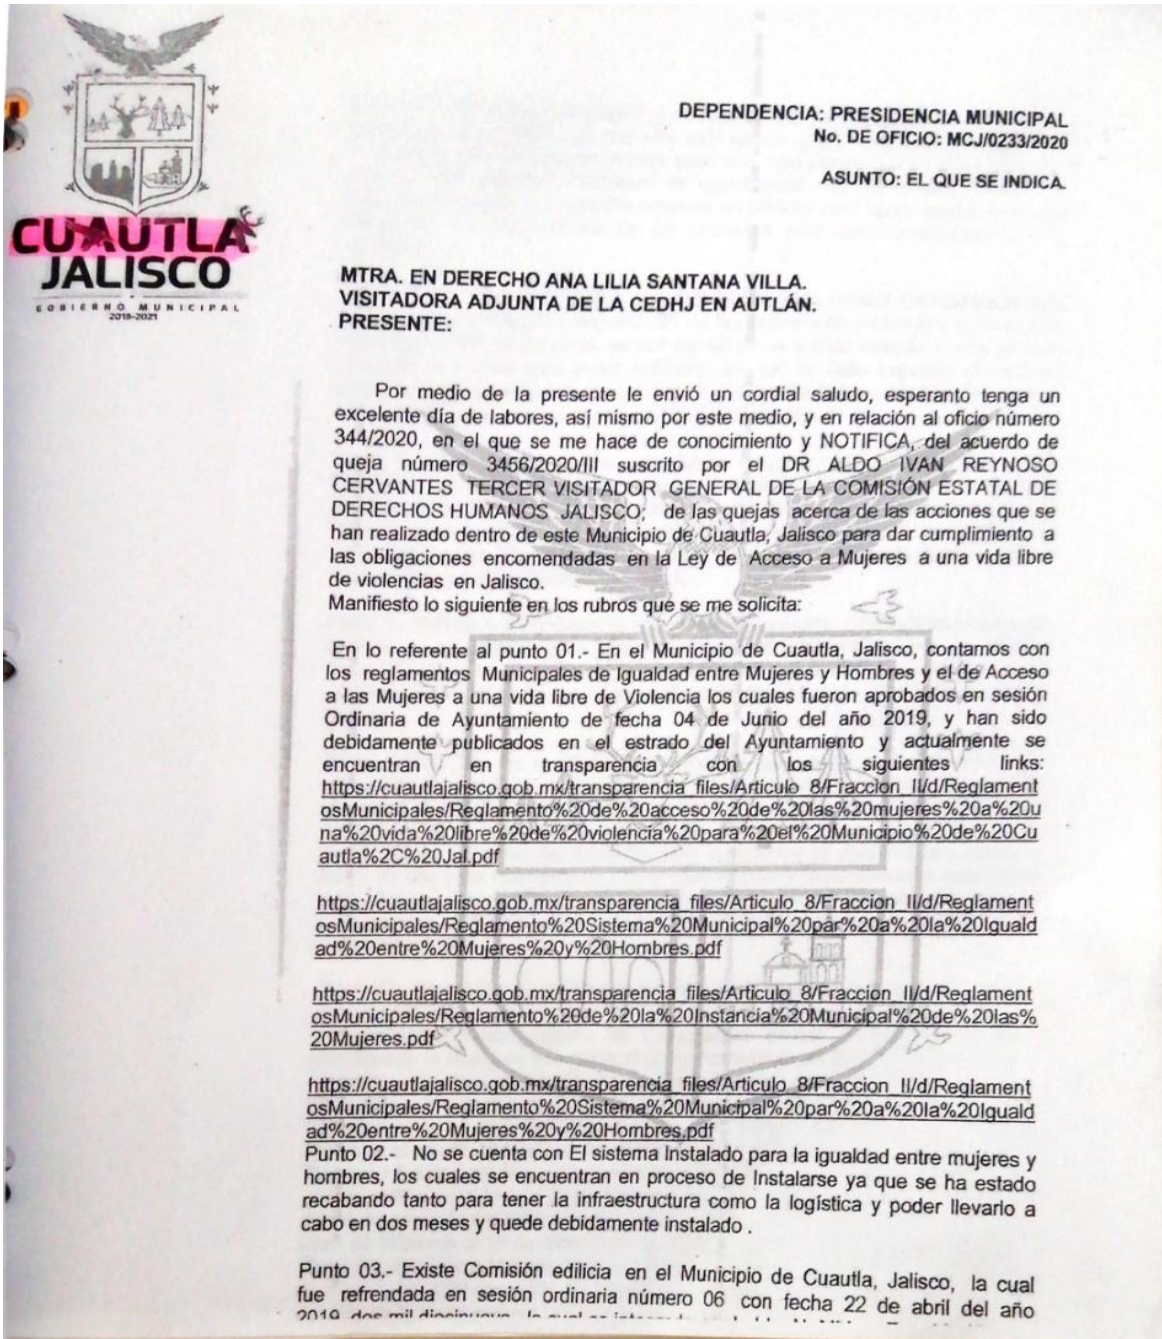 DEPENDENCIA: PRESIDENCIA MUNICIPAL
No. DE OFICIO: MCJ/0233/2020
ASUNTO: EL QUE SE INDICA.
CUAUTLA
JALISCO
GOBIERNO MUNICIPAL
2018-2021
MTRA. EN DERECHO ANA LILIA SANTANA VILLA.
VISITADORA ADJUNTA DE LA CEDHJ EN AUTLÁN.
PRESENTE:
Por medio de la presente le envió un cordial saludo, esperanto tenga un
excelente día de labores, así mismo por este medio, y en relación al oficio número
344/2020, en el que se me hace de conocimiento y NOTIFICA, del acuerdo de
queja número 3456/2020/III suscrito por el DR ALDO IVAN REYNOSO
CERVANTES TERCER VISITADOR GENERAL DE LA COMISIÓN ESTATAL DE
DERECHOS HUMANOS JALISCO; de las quejas acerca de las acciones que se
han realizado dentro de este Municipio de Cuautla, Jalisco para dar cumplimiento a
las obligaciones encomendadas en la Ley de Acceso a Mujeres a una vida libre
de violencias en Jalisco.
Manifiesto lo siguiente en los rubros que se me solicita:
En lo referente al punto 01.- En el Municipio de Cuautla, Jalisco, contamos con
los reglamentos Municipales de Igualdad entre Mujeres y Hombres y el de Acceso
a las Mujeres a una vida libre de Violencia los cuales fueron aprobados en sesión
Ordinaria de Ayuntamiento de fecha 04 de Junio del año 2019, y han sido
debidamente publicados en el estrado del Ayuntamiento y actualmente se
encuentran en transparencia con los siguientes links:
https://cuautlajalisco.gob.mx/transparencia_files/Articulo_8/Fraccion_II/d/Reglament
osMunicipales/Reglamento%20de%20acceso%20de%20las%20mujeres%20a%20u
na%20vida%20libre%20de%20violencia%20para%20el%20Municipio%20de%20Cu
autla%2C%20Jal.pdf
https://cuautlajalisco.gob.mx/transparencia_files/Articulo_8/Fraccion_II/d/Reglament
osMunicipales/Reglamento%20Sistema%20Municipal%20par%20a%20la%20Iguald
ad%20entre%20Mujeres%20y%20Hombres.pdf
https://cuautlajalisco.gob.mx/transparencia_files/Articulo_8/Fraccion_II/d/Reglament
osMunicipales/Reglamento%20de%20la%20Instancia%20Municipal%20de%20las%
20Mujeres.pdf
https://cuautlajalisco.gob.mx/transparencia_files/Articulo_8/Fraccion_II/d/Reglament
osMunicipales/Reglamento%20Sistema%20Municipal%20par%20a%20la%20Iguald
ad%20entre%20Mujeres%20y%20Hombres.pdf
Punto 02.- No se cuenta con El sistema Instalado para la igualdad entre mujeres y
hombres, los cuales se encuentran en proceso de Instalarse ya que se ha estado
recabando tanto para tener la infraestructura como la logística y poder llevarlo a
cabo en dos meses y quede debidamente instalado .
Punto 03.- Existe Comisión edilicia en el Municipio de Cuautla, Jalisco, la cual
fue refrendada en sesión ordinaria número 06 con fecha 22 de abril del año
2019 dos mil diecinueve